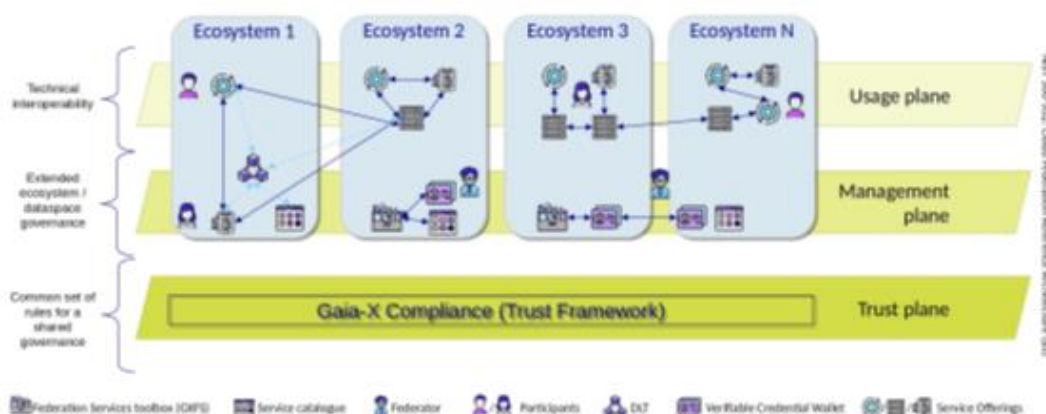 Ecosystem 1
Ecosystem 2
Ecosystem 3
Ecosystem N
Technical
interoperability
Usage plane
Extended
ecosystem /
dataspace
governance
Management
plane
Common set of
rules for a
shared
governance
Gaia-X Compliance (Trust Framework)
Trust plane
Federation Services toolbox (GXFS)
Service catalogue
Federator
Participants
DLT
Verifiable Credential Wallet
Service Offerings